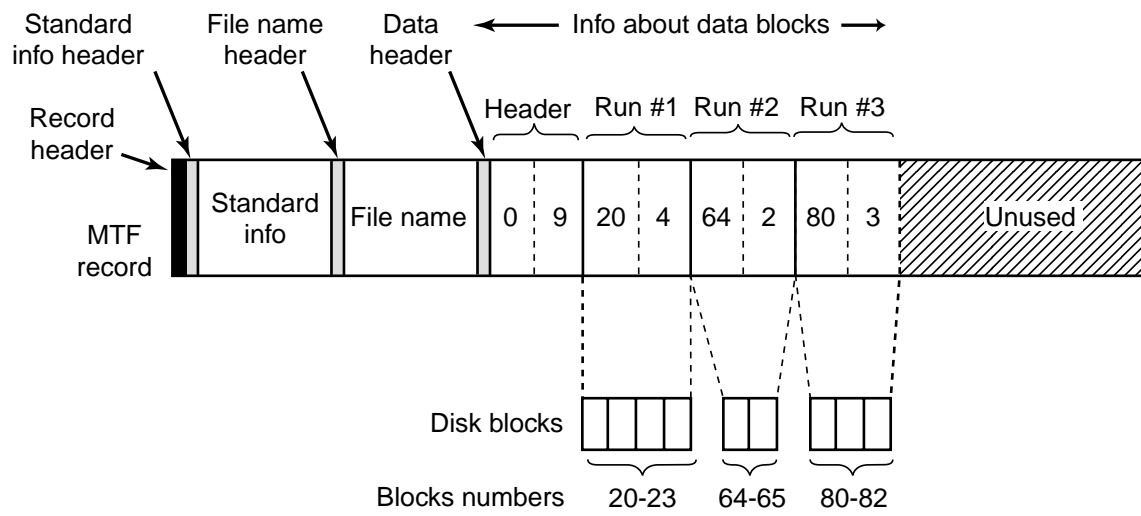 Standard
info header
File name
header
Data
header
Info about data blocks
Record
header
Header
Run #1
Run #2
Run #3
MTF
record
Standard
info
File name
0
9
20
4
64
2
80
3
Unused
Disk blocks
Blocks numbers
20-23
64-65
80-82